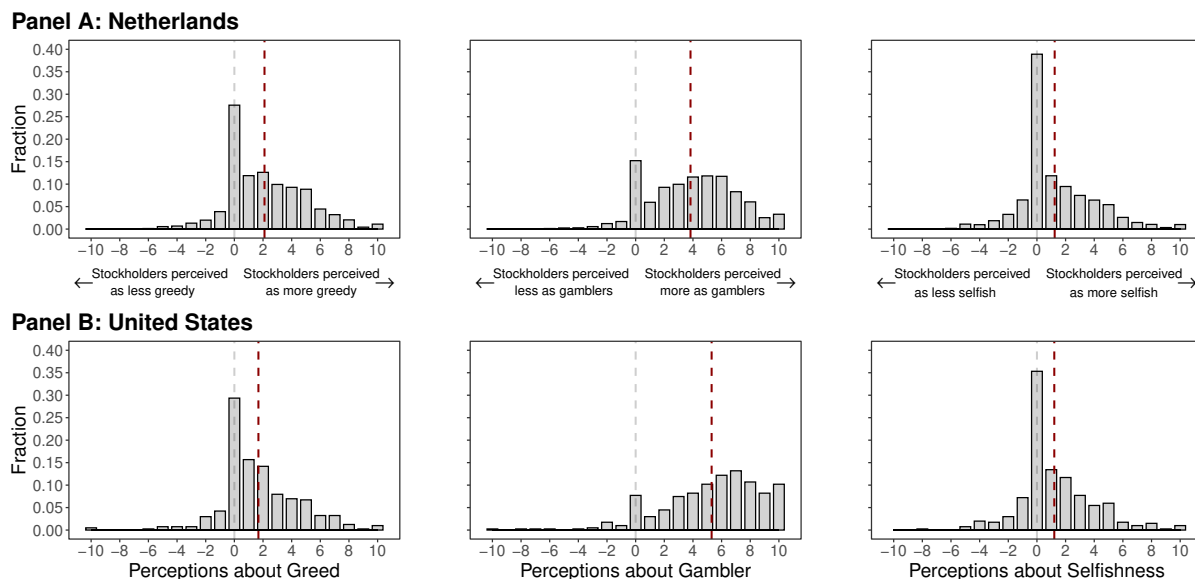 Panel A: Netherlands
Fraction
0.40
0.35
0.30
0.25
0.20
0.15
0.10
0.05
0.00
−10 −8 −6 −4 −2 0 2 4 6 8 10
−10 −8 −6 −4 −2 0 2 4 6 8 10
−10 −8 −6 −4 −2 0 2 4 6 8 10
Stockholders perceived
as less greedy
Stockholders perceived
as more greedy
Stockholders perceived
less as gamblers
Stockholders perceived
more as gamblers
Stockholders perceived
as less selfish
Stockholders perceived
as more selfish
Panel B: United States
Fraction
0.40
0.35
0.30
0.25
0.20
0.15
0.10
0.05
0.00
−10 −8 −6 −4 −2 0 2 4 6 8 10
−10 −8 −6 −4 −2 0 2 4 6 8 10
−10 −8 −6 −4 −2 0 2 4 6 8 10
Perceptions about Greed
Perceptions about Gambler
Perceptions about Selfishness